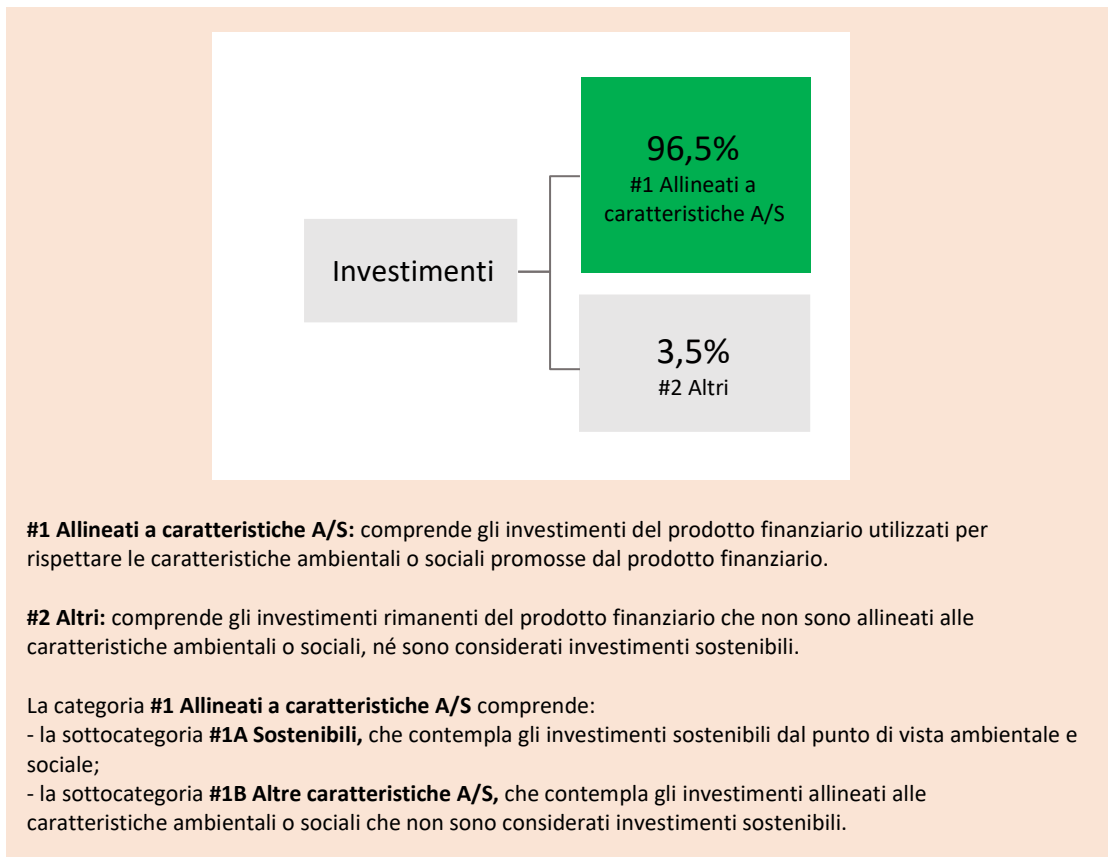 96,5%
#1 Allineati a
caratteristiche A/S
Investimenti
3,5%
#2 Altri
#1 Allineati a caratteristiche A/S: comprende gli investimenti del prodotto finanziario utilizzati per
rispettare le caratteristiche ambientali o sociali promosse dal prodotto finanziario.
#2 Altri: comprende gli investimenti rimanenti del prodotto finanziario che non sono allineati alle
caratteristiche ambientali o sociali, né sono considerati investimenti sostenibili.
La categoria #1 Allineati a caratteristiche A/S comprende:
- la sottocategoria #1A Sostenibili, che contempla gli investimenti sostenibili dal punto di vista ambientale e
sociale;
- la sottocategoria #1B Altre caratteristiche A/S, che contempla gli investimenti allineati alle
caratteristiche ambientali o sociali che non sono considerati investimenti sostenibili.